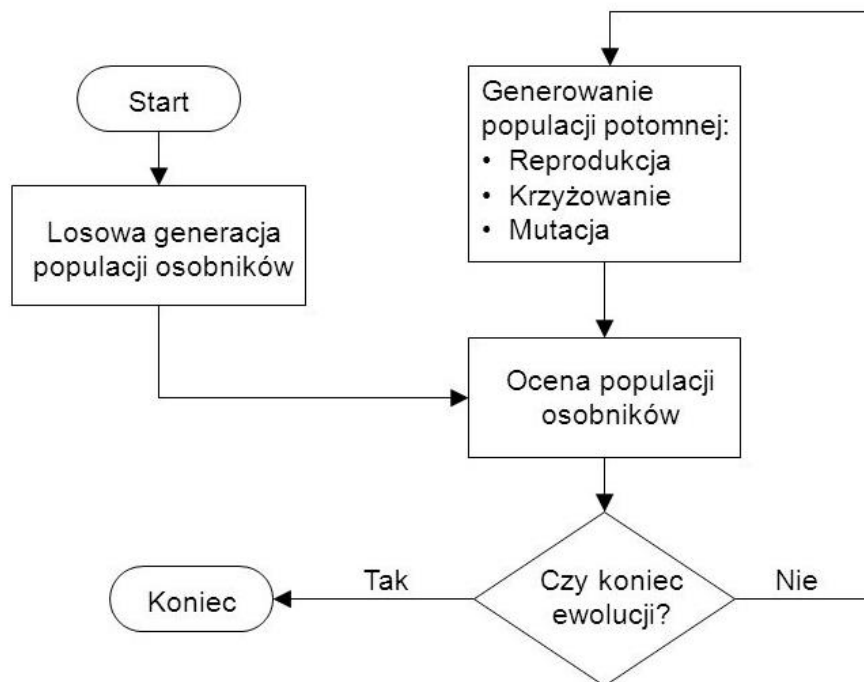 Start
Losowa generacja
populacji osobników
Generowanie
populacji potomnej:
• Reprodukcja
• Krzyżowanie
• Mutacja
Ocena populacji
osobników
Czy koniec
ewolucji?
Tak
Nie
Koniec